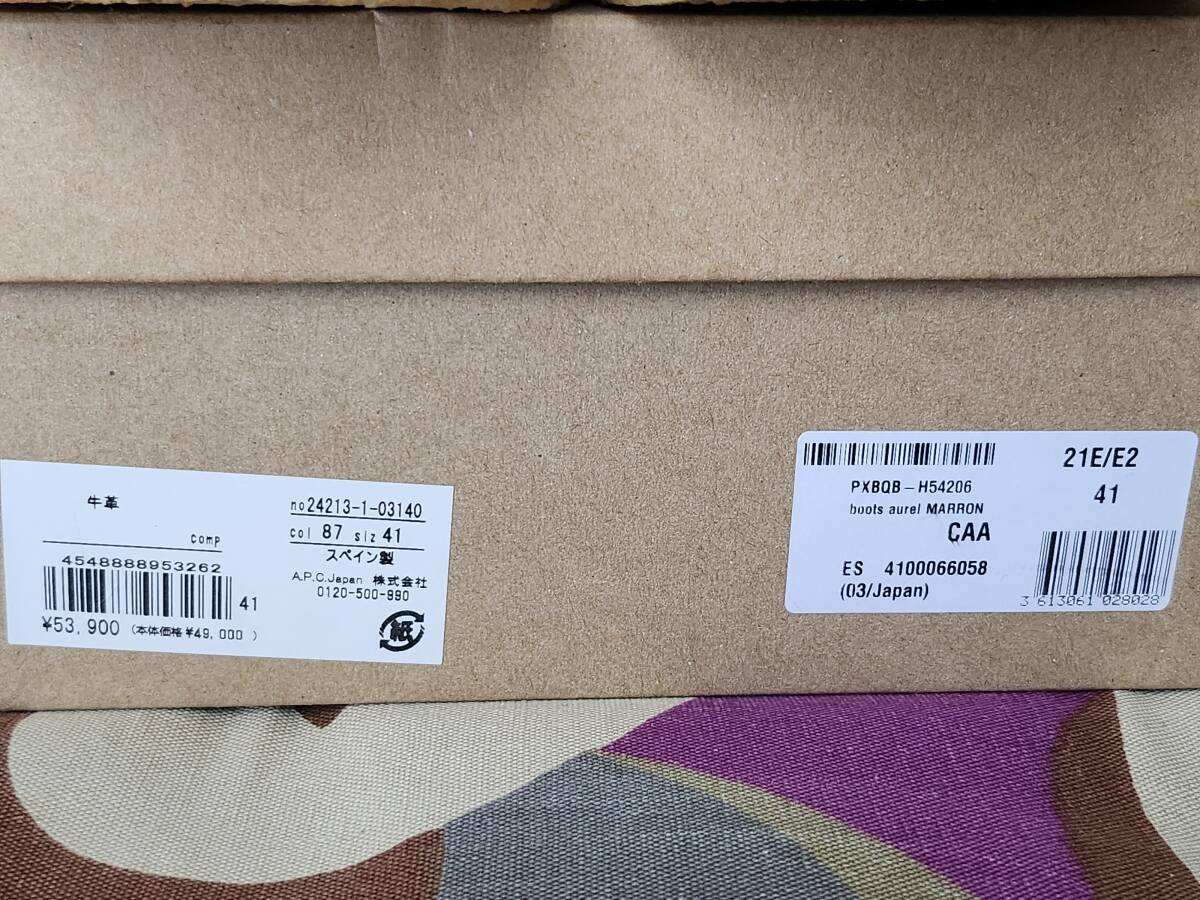 牛革
comp
4548888953262
41
¥53,900 (本体価格¥49,000 )
no24213-1-03140
col 87 siz 41
スペイン製
A.P.C.Japan 株式会社
0120-500-990
紙
PXBQB-H54206
boots aurel MARRON
CAA
ES 4100066058
(03/Japan)
21E/E2
41
3 613061 028028